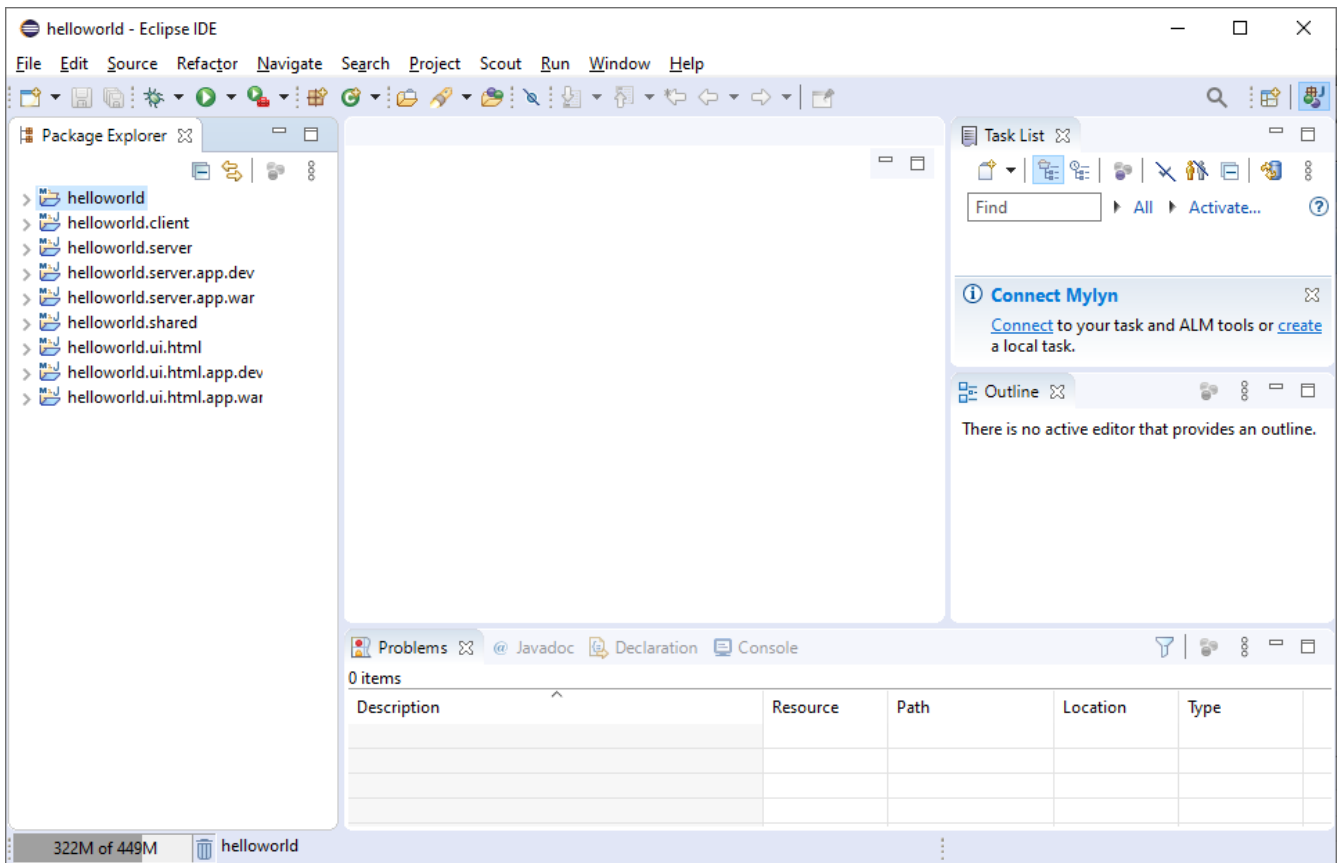 helloworld - Eclipse IDE
File Edit Source Refactor Navigate Search Project Scout Run Window Help
Package Explorer
helloworld
helloworld.client
helloworld.server
helloworld.server.app.dev
helloworld.server.app.war
helloworld.shared
helloworld.ui.html
helloworld.ui.html.app.dev
helloworld.ui.html.app.war
Task List
Find All Activate...
Connect Mylyn
Connect to your task and ALM tools or create
a local task.
Outline
There is no active editor that provides an outline.
Problems @ Javadoc Declaration Console
0 items
Description Resource Path Location Type
322M of 449M helloworld